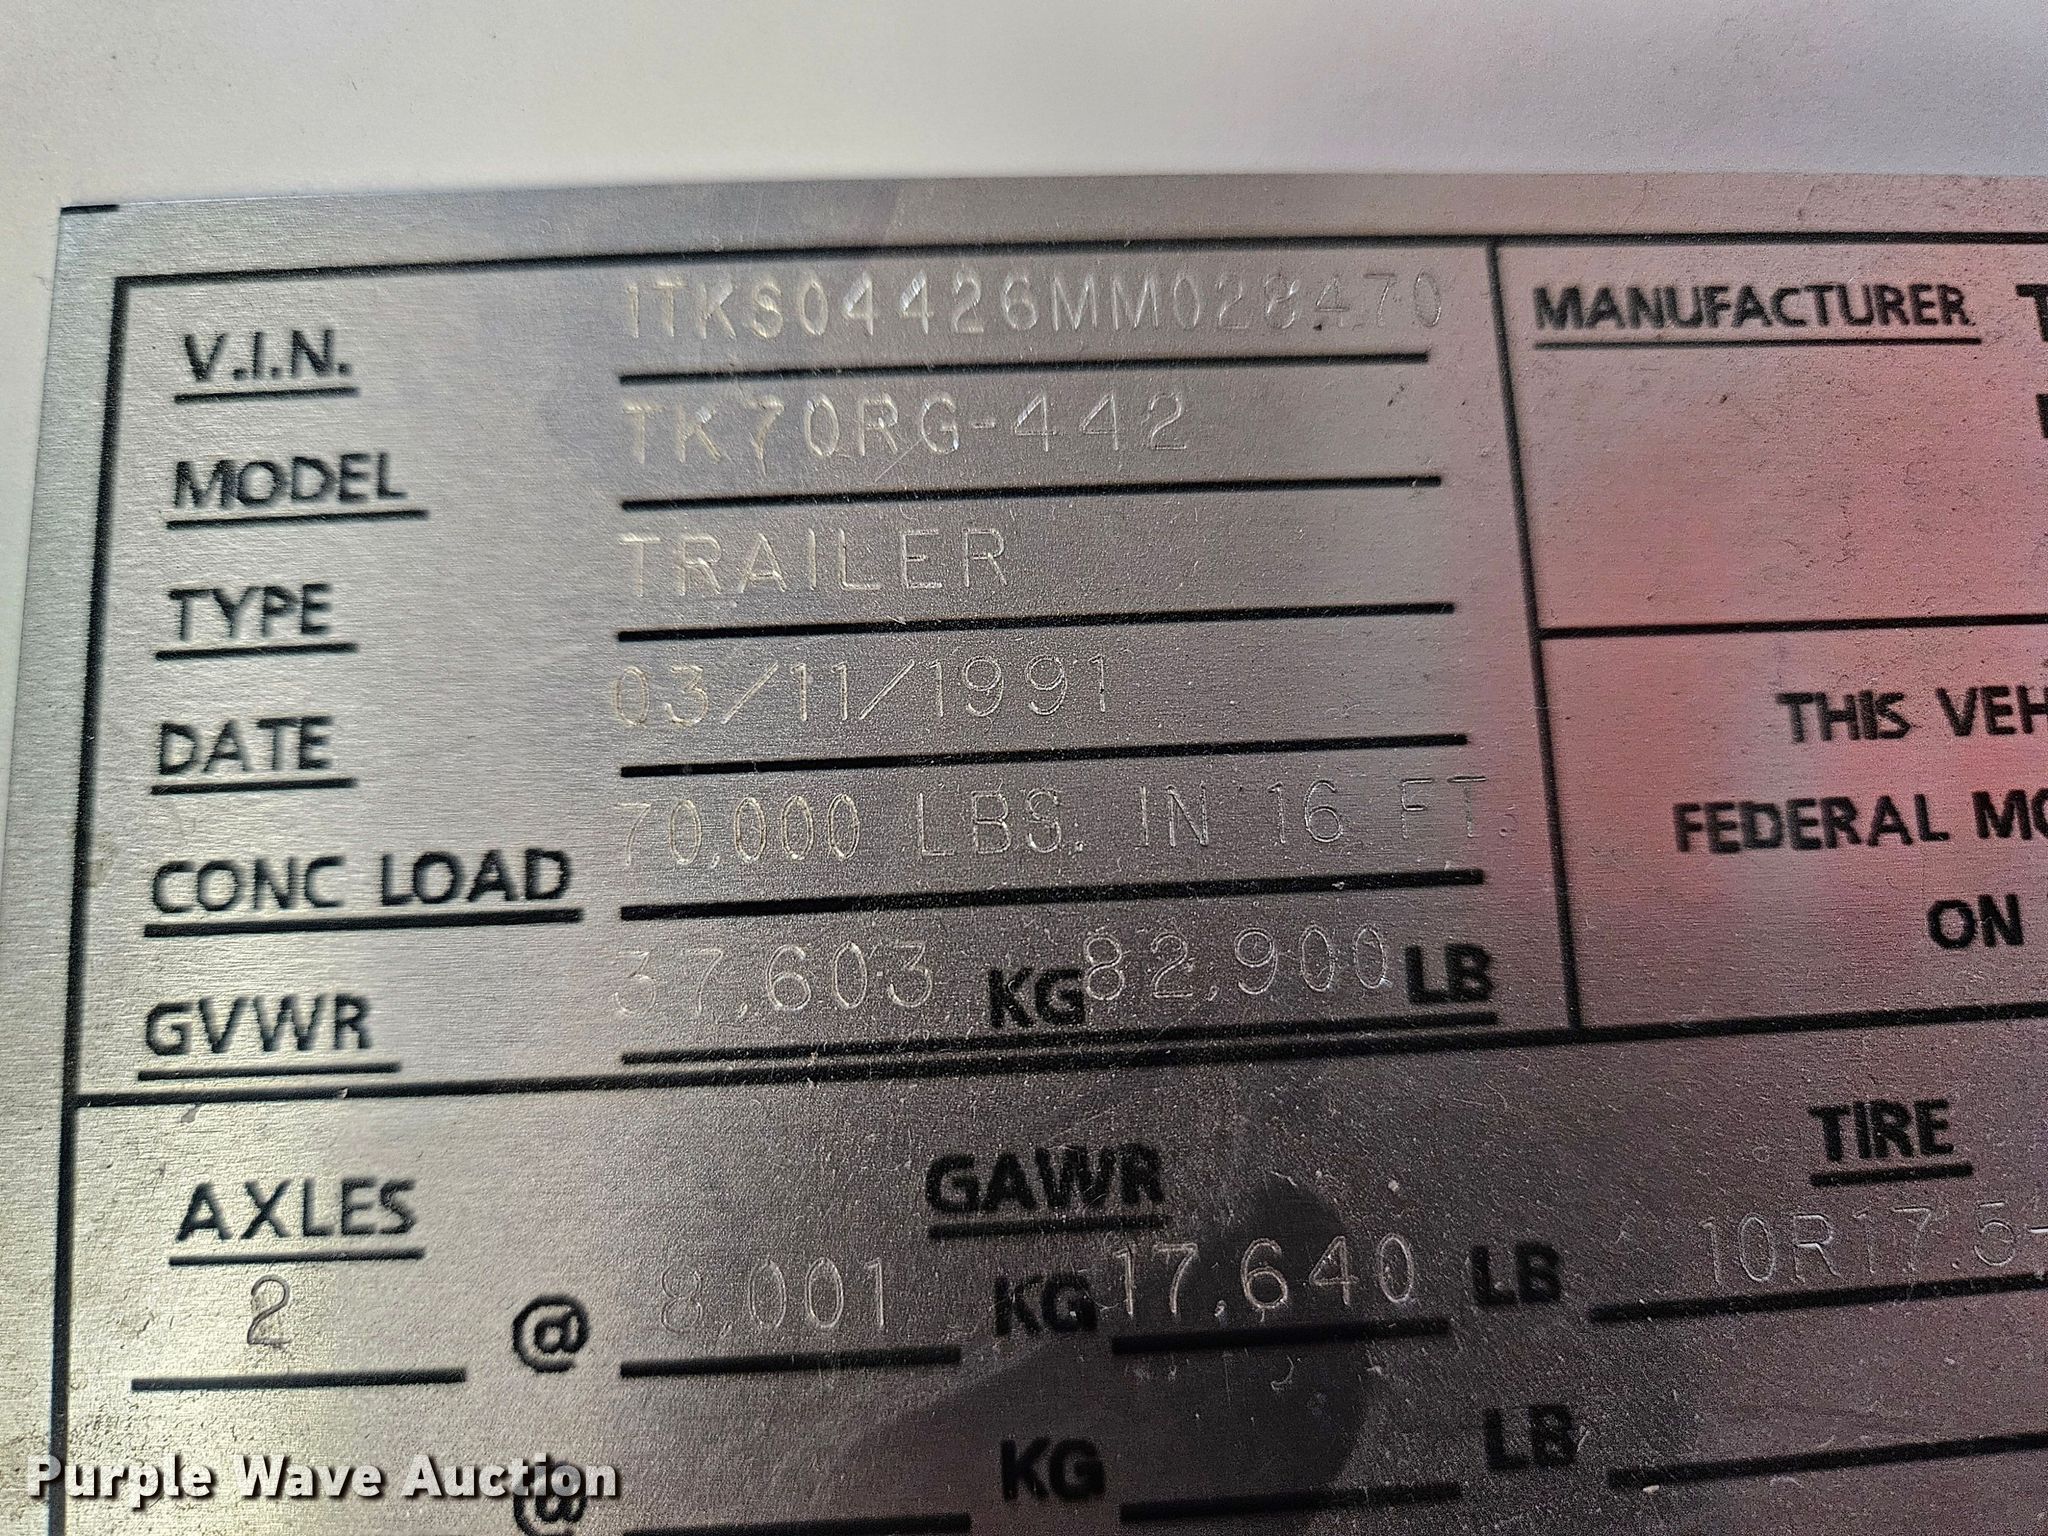 V.I.N. 1TKS04426MM028470
MODEL TK70RG-442
TYPE TRAILER
DATE 03/11/1991
CONC LOAD 70,000 LBS. IN 16 FT.
GVWR 37,603 KG 82,900 LB
MANUFACTURER T
THIS VEH
FEDERAL MO
ON
AXLES GAWR TIRE
2 @ 8,001 KG 17,640 LB 10R17.5-
@ KG LB
Purple Wave Auction